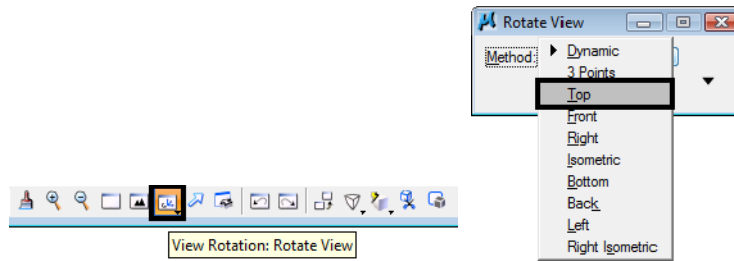 Rotate View
Method:
Dynamic
3 Points
Top
Front
Right
Isometric
Bottom
Back
Left
Right Isometric
View Rotation: Rotate View